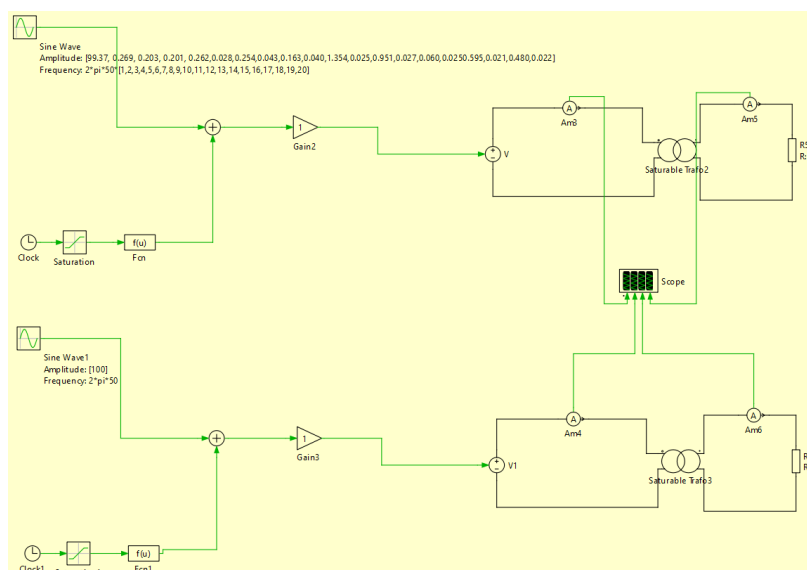 Sine Wave
Amplitude: [99.37, 0.269, 0.203, 0.201, 0.262,0.028,0.254,0.043,0.163,0.040,1.354,0.025,0.951,0.027,0.060,0.0250.595,0.021,0.480,0.022]
Frequency: 2*pi*50*[1,2,3,4,5,6,7,8,9,10,11,12,13,14,15,16,17,18,19,20]
A
Am3
A
Am5
1
Gain2
V
Saturable Trafo2
R5
R:
Clock
Saturation
f(u)
Fcn
Scope
Sine Wave1
Amplitude: [100]
Frequency: 2*pi*50
A
Am4
A
Am6
1
Gain3
V1
Saturable Trafo3
R
R
Clock1
f(u)
Fcn1